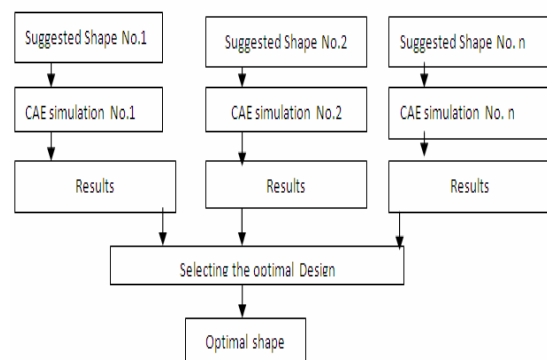 Suggested Shape No.1
Suggested Shape No.2
Suggested Shape No. n
CAE simulation No.1
CAE simulation No.2
CAE simulation No. n
Results
Results
Results
Selecting the optimal Design
Optimal shape